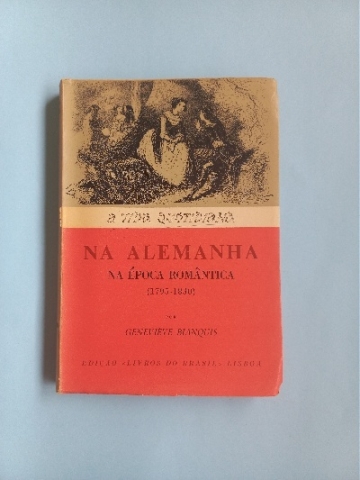 A VIDA QUOTIDIANA
NA ALEMANHA
NA ÉPOCA ROMÂNTICA
(1795-1830)
POR
GENEVIÈVE BIANQUIS
EDIÇÃO «LIVROS DO BRASIL» LISBOA